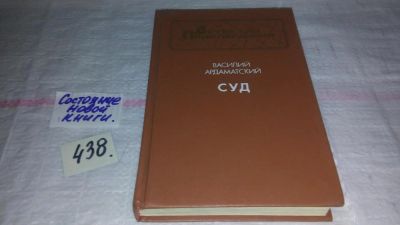 Состояние
новой
книги.
438.
ВАСИЛИЙ
АРДАМАТСКИЙ
СУД